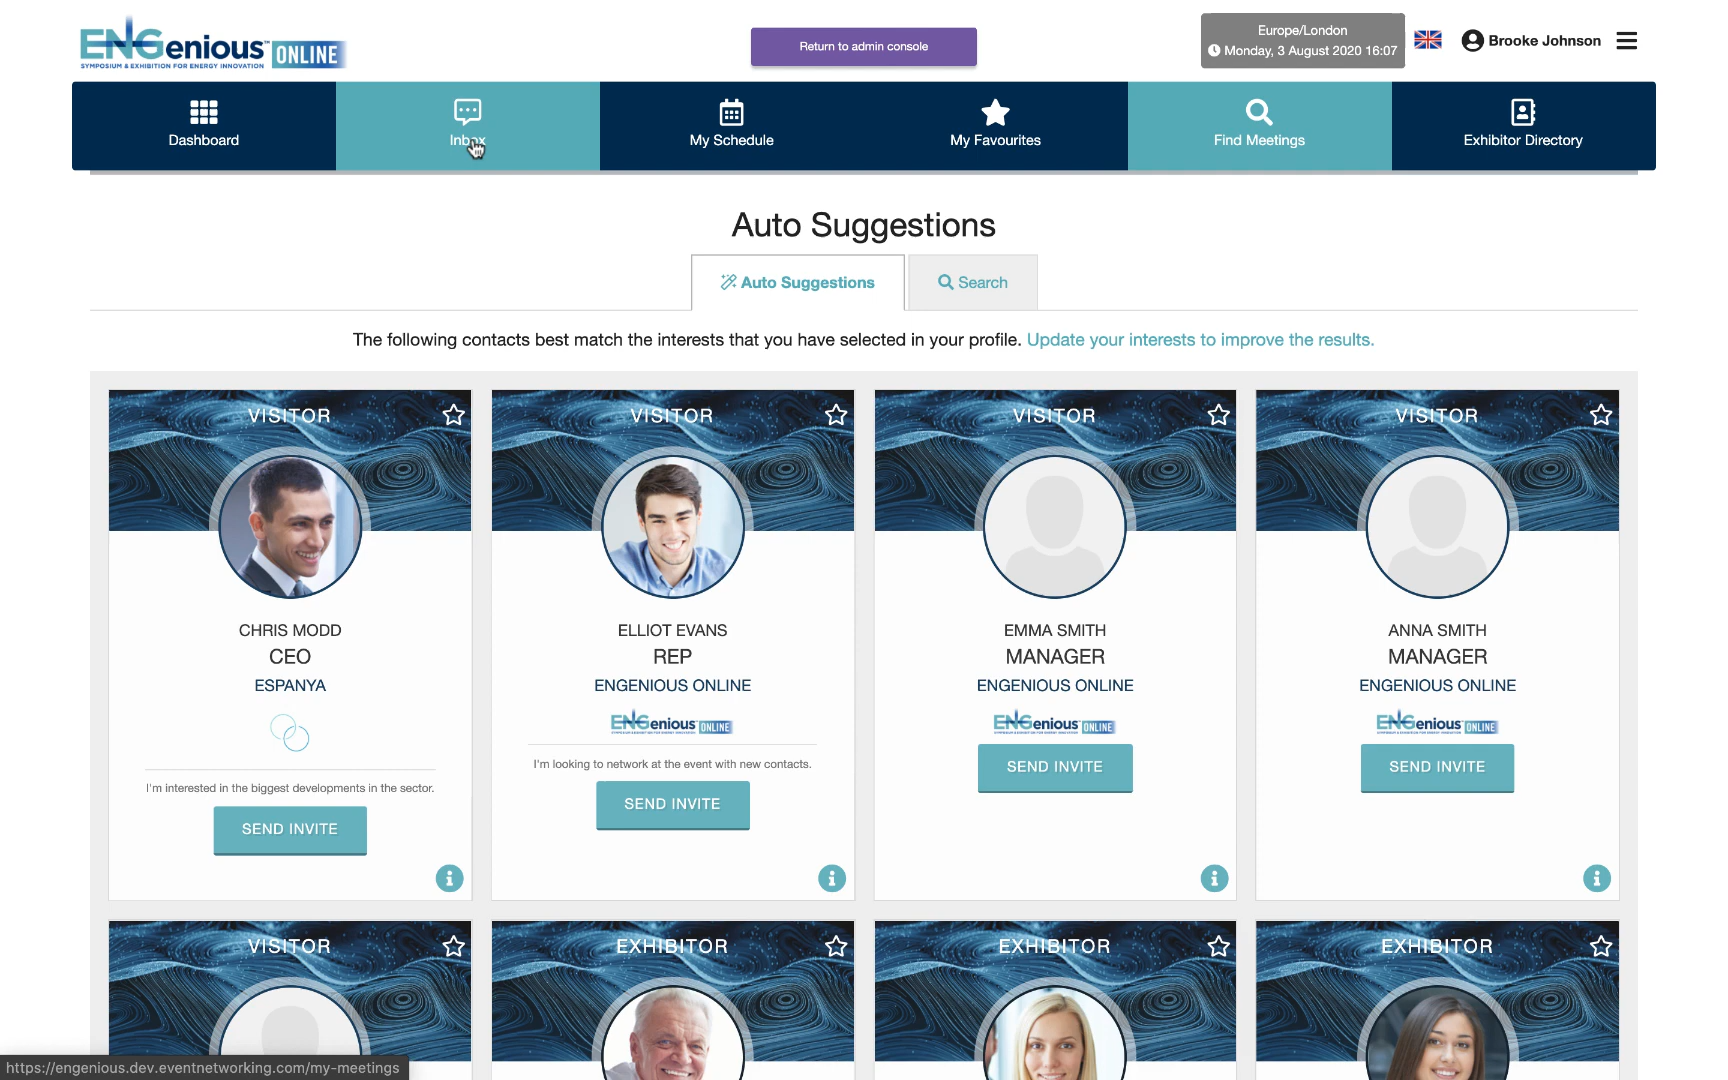 ENGenious™ ONLINE
SYMPOSIUM & EXHIBITION FOR ENERGY INNOVATION
Return to admin console
Europe/London
Monday, 3 August 2020 16:07
Brooke Johnson
Dashboard
Inbox
My Schedule
My Favourites
Find Meetings
Exhibitor Directory
Auto Suggestions
Auto Suggestions
Search
The following contacts best match the interests that you have selected in your profile. Update your interests to improve the results.
VISITOR
CHRIS MODD
CEO
ESPANYA
I'm interested in the biggest developments in the sector.
SEND INVITE
VISITOR
ELLIOT EVANS
REP
ENGENIOUS ONLINE
ENGenious ONLINE
I'm looking to network at the event with new contacts.
SEND INVITE
VISITOR
EMMA SMITH
MANAGER
ENGENIOUS ONLINE
ENGenious ONLINE
SEND INVITE
VISITOR
ANNA SMITH
MANAGER
ENGENIOUS ONLINE
ENGenious ONLINE
SEND INVITE
VISITOR
EXHIBITOR
EXHIBITOR
EXHIBITOR
https://engenious.dev.eventnetworking.com/my-meetings